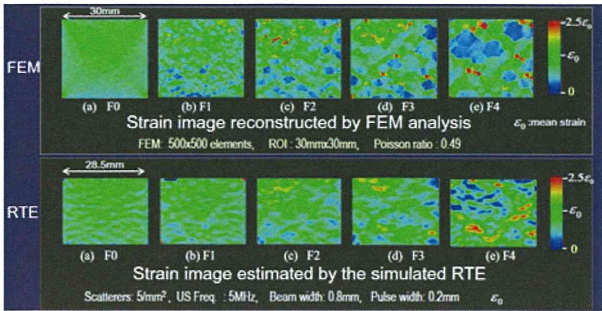 30mm
FEM
2.5ε₀
ε₀
0
(a) F0 (b) F1 (c) F2 (d) F3 (e) F4
Strain image reconstructed by FEM analysis
ε₀ :mean strain
FEM: 500x500 elements, ROI : 30mmx30mm, Poisson ratio : 0.49
28.5mm
RTE
2.5ε₀
ε₀
0
(a) F0 (b) F1 (c) F2 (d) F3 (e) F4
Strain image estimated by the simulated RTE
Scatterers: 5/mm², US Freq. : 5MHz, Beam width: 0.8mm, Pulse width: 0.2mm ε₀